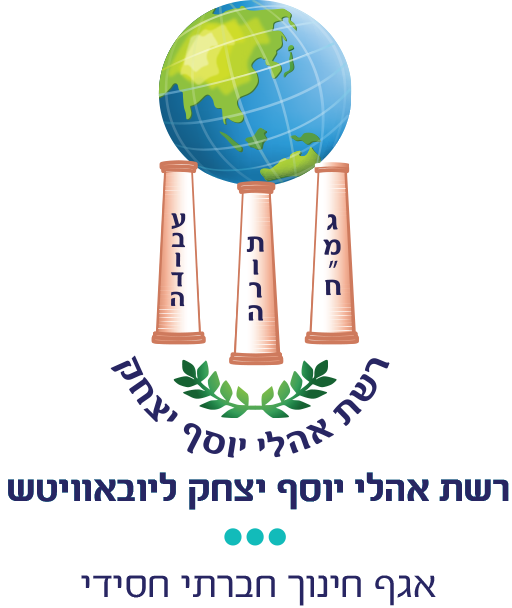 עבודה
תורה
גמ״ח
רשת אהלי יוסף יצחק
רשת אהלי יוסף יצחק ליובאוויטש
אגף חינוך חברתי חסידי